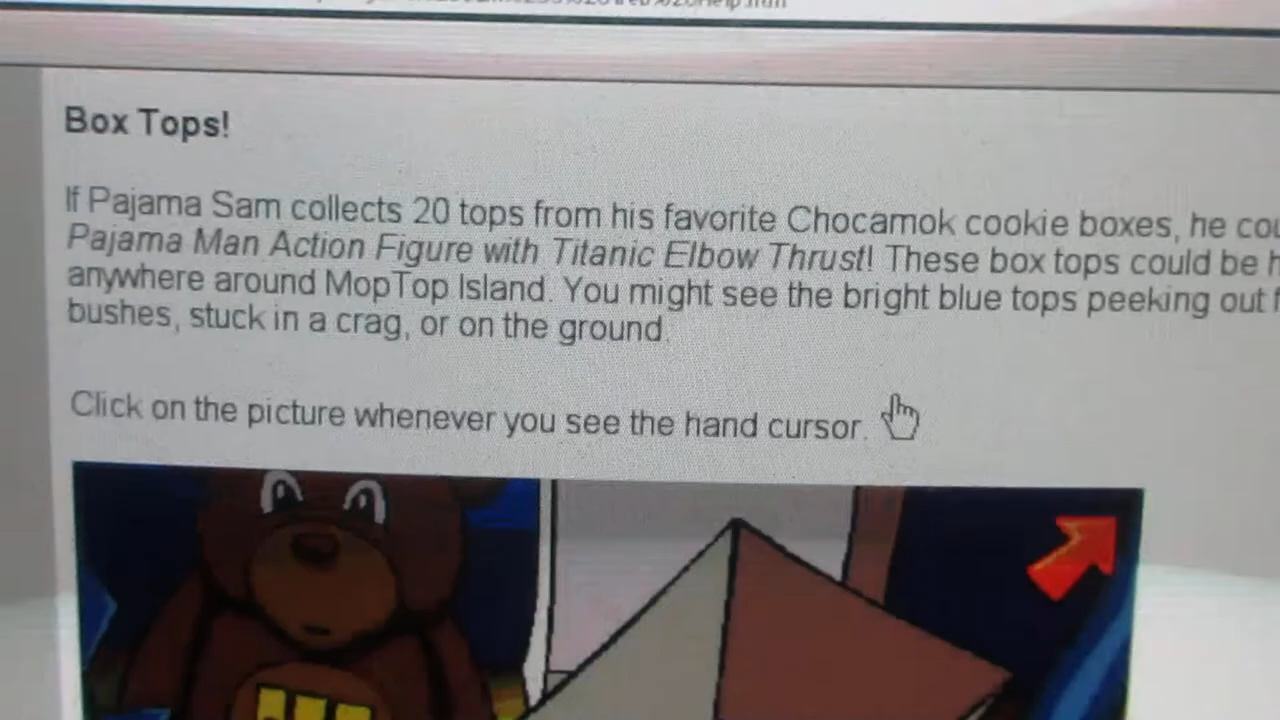 Box Tops!
If Pajama Sam collects 20 tops from his favorite Chocamok cookie boxes, he
Pajama Man Action Figure with Titanic Elbow Thrust! These box tops could be
anywhere around MopTop Island. You might see the bright blue tops peeking out
bushes, stuck in a crag, or on the ground.
Click on the picture whenever you see the hand cursor.